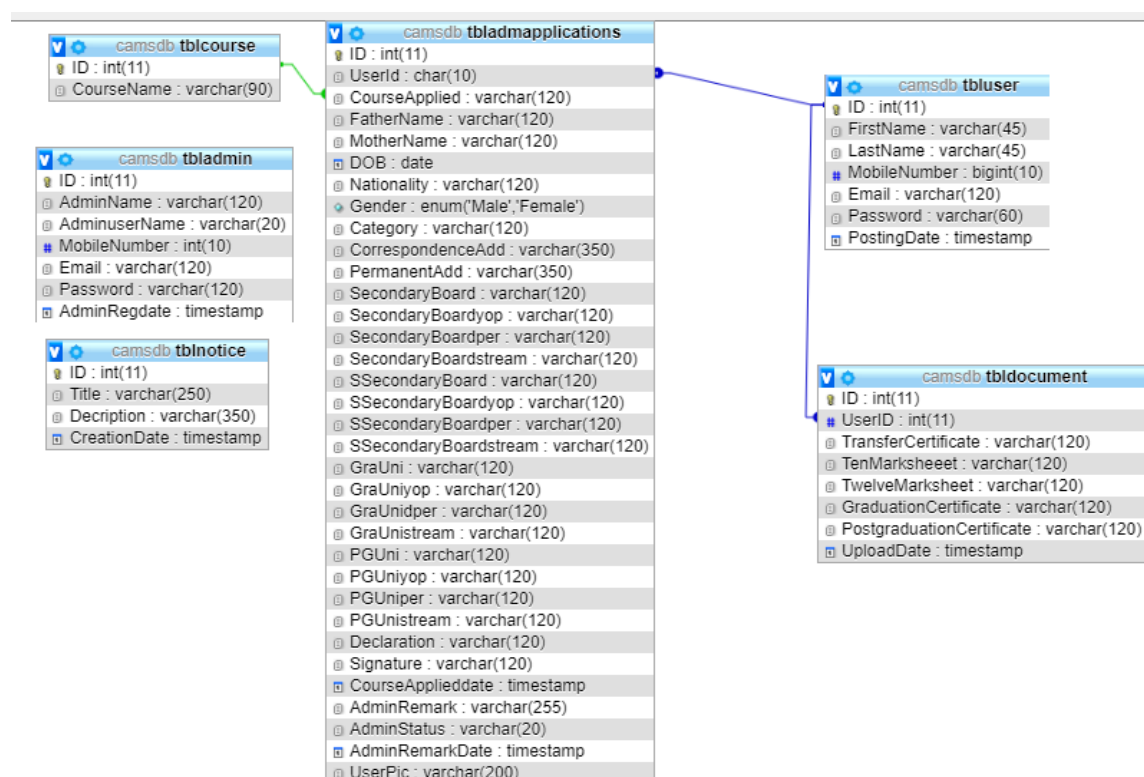 camsdb tblcourse
ID : int(11)
CourseName : varchar(90)
camsdb tbladmin
ID : int(11)
AdminName : varchar(120)
AdminuserName : varchar(20)
MobileNumber : int(10)
Email : varchar(120)
Password : varchar(120)
AdminRegdate : timestamp
camsdb tblnotice
ID : int(11)
Title : varchar(250)
Decription : varchar(350)
CreationDate : timestamp
camsdb tbladmapplications
ID : int(11)
UserId : char(10)
CourseApplied : varchar(120)
FatherName : varchar(120)
MotherName : varchar(120)
DOB : date
Nationality : varchar(120)
Gender : enum('Male','Female')
Category : varchar(120)
CorrespondenceAdd : varchar(350)
PermanentAdd : varchar(350)
SecondaryBoard : varchar(120)
SecondaryBoardyop : varchar(120)
SecondaryBoardper : varchar(120)
SecondaryBoardstream : varchar(120)
SSecondaryBoard : varchar(120)
SSecondaryBoardyop : varchar(120)
SSecondaryBoardper : varchar(120)
SSecondaryBoardstream : varchar(120)
GraUni : varchar(120)
GraUniyop : varchar(120)
GraUnidper : varchar(120)
GraUnistream : varchar(120)
PGUni : varchar(120)
PGUniyop : varchar(120)
PGUniper : varchar(120)
PGUnistream : varchar(120)
Declaration : varchar(120)
Signature : varchar(120)
CourseApplieddate : timestamp
AdminRemark : varchar(255)
AdminStatus : varchar(20)
AdminRemarkDate : timestamp
UserPic : varchar(200)
camsdb tbluser
ID : int(11)
FirstName : varchar(45)
LastName : varchar(45)
MobileNumber : bigint(10)
Email : varchar(120)
Password : varchar(60)
PostingDate : timestamp
camsdb tbldocument
ID : int(11)
UserID : int(11)
TransferCertificate : varchar(120)
TenMarksheeet : varchar(120)
TwelveMarksheet : varchar(120)
GraduationCertificate : varchar(120)
PostgraduationCertificate : varchar(120)
UploadDate : timestamp